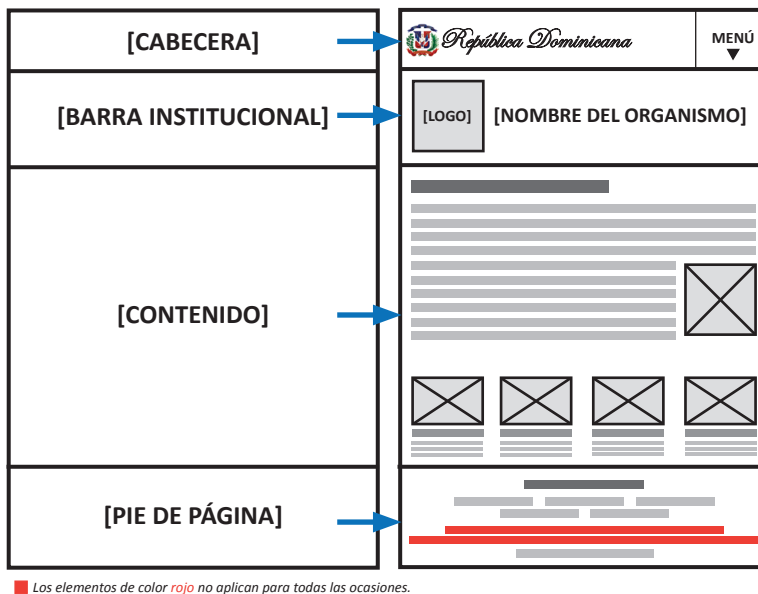 [CABECERA]
República Dominicana
MENÚ
[BARRA INSTITUCIONAL]
[LOGO]
[NOMBRE DEL ORGANISMO]
[CONTENIDO]
[PIE DE PÁGINA]
Los elementos de color rojo no aplican para todas las ocasiones.